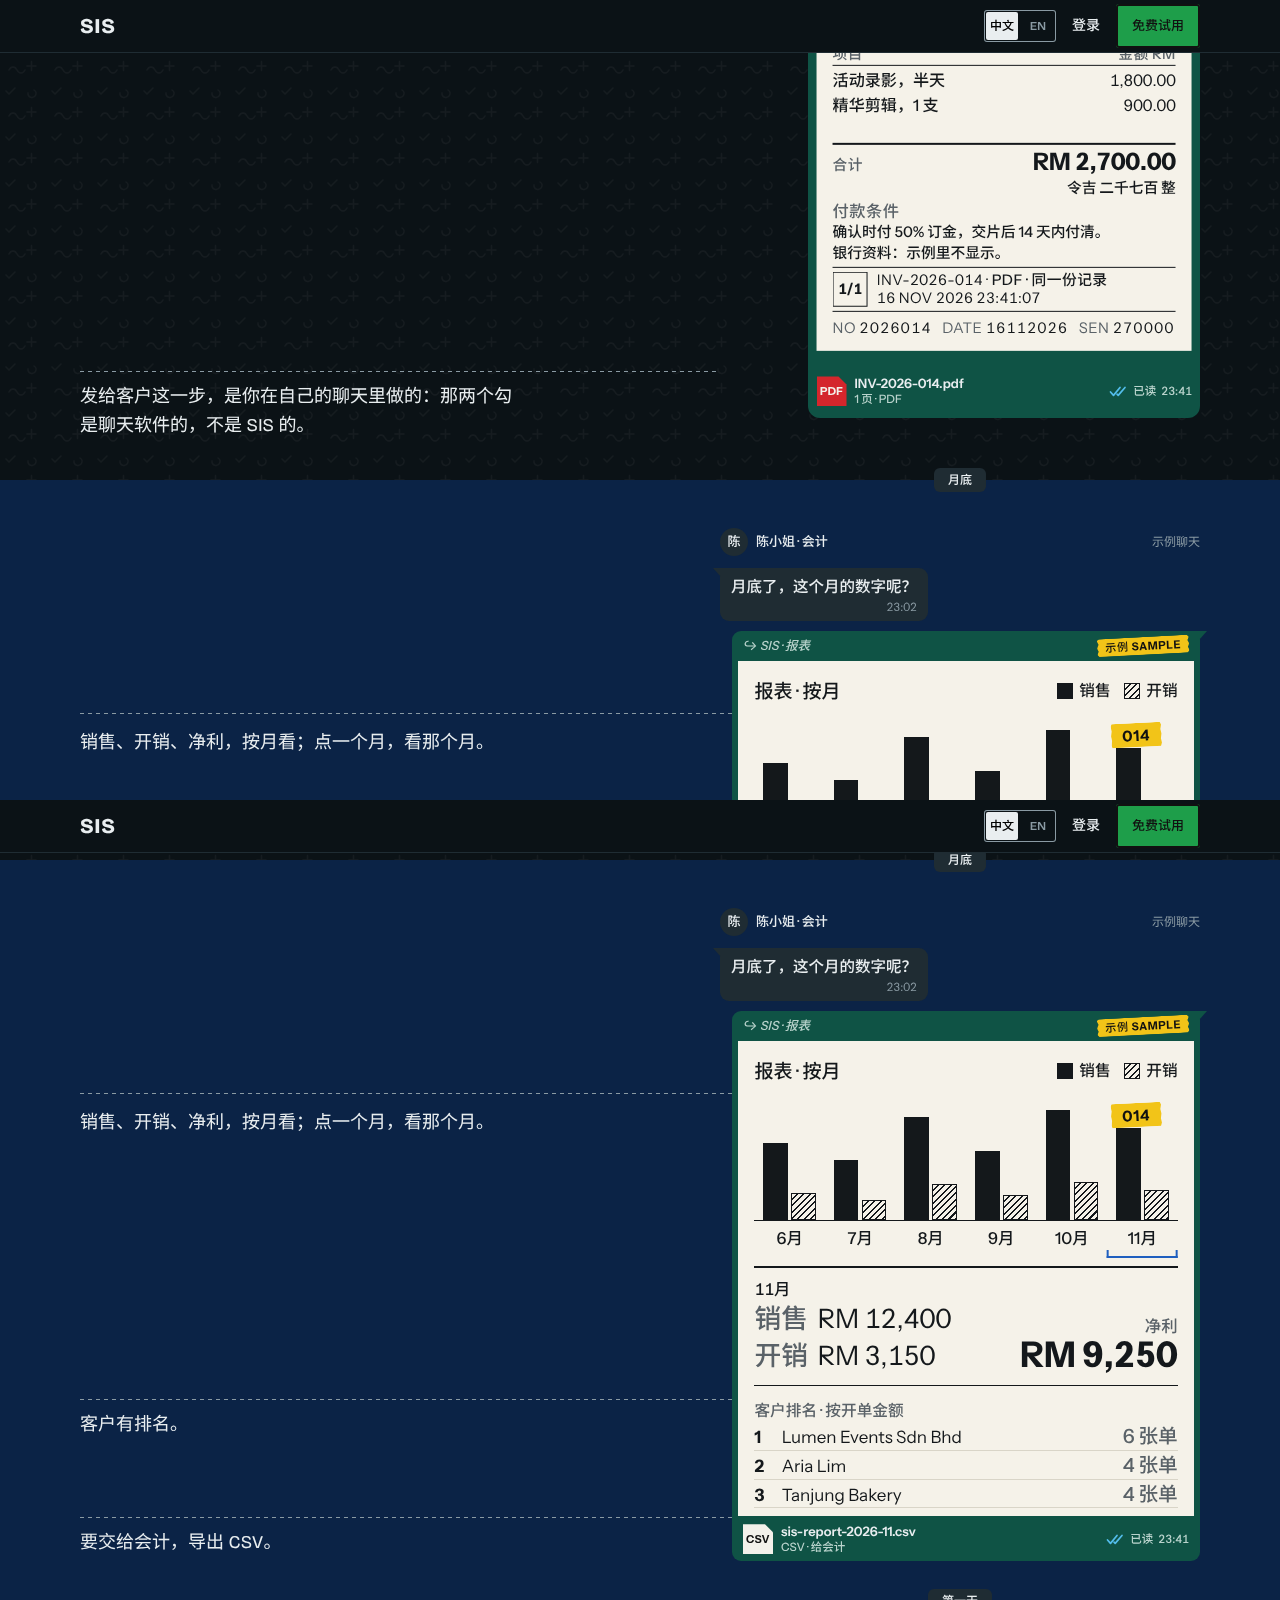 SIS
中文 EN 登录 免费试用
项目 金额 RM
活动录影，半天 1,800.00
精华剪辑，1 支 900.00
合计 RM 2,700.00
令吉 二千七百 整
付款条件
确认时付 50% 订金，交片后 14 天内付清。
银行资料：示例里不显示。
1/1 INV-2026-014 · PDF · 同一份记录
16 NOV 2026 23:41:07
NO 2026014 DATE 16112026 SEN 270000
PDF INV-2026-014.pdf
1 页 · PDF
已读 23:41
发给客户这一步，是你在自己的聊天里做的：那两个勾
是聊天软件的，不是 SIS 的。
月底
陈 陈小姐 · 会计 示例聊天
月底了，这个月的数字呢？
23:02
SIS · 报表 示例 SAMPLE
报表 · 按月 销售 开销
014
销售、开销、净利，按月看；点一个月，看那个月。
SIS
中文 EN 登录 免费试用
月底
陈 陈小姐 · 会计 示例聊天
月底了，这个月的数字呢？
23:02
SIS · 报表 示例 SAMPLE
报表 · 按月 销售 开销
014
销售、开销、净利，按月看；点一个月，看那个月。
6月 7月 8月 9月 10月 11月
11月
销售 RM 12,400
开销 RM 3,150
净利
RM 9,250
客户有排名。
客户排名 · 按开单金额
1 Lumen Events Sdn Bhd 6 张单
2 Aria Lim 4 张单
3 Tanjung Bakery 4 张单
要交给会计，导出 CSV。
CSV sis-report-2026-11.csv
CSV · 给会计
已读 23:41
第一天